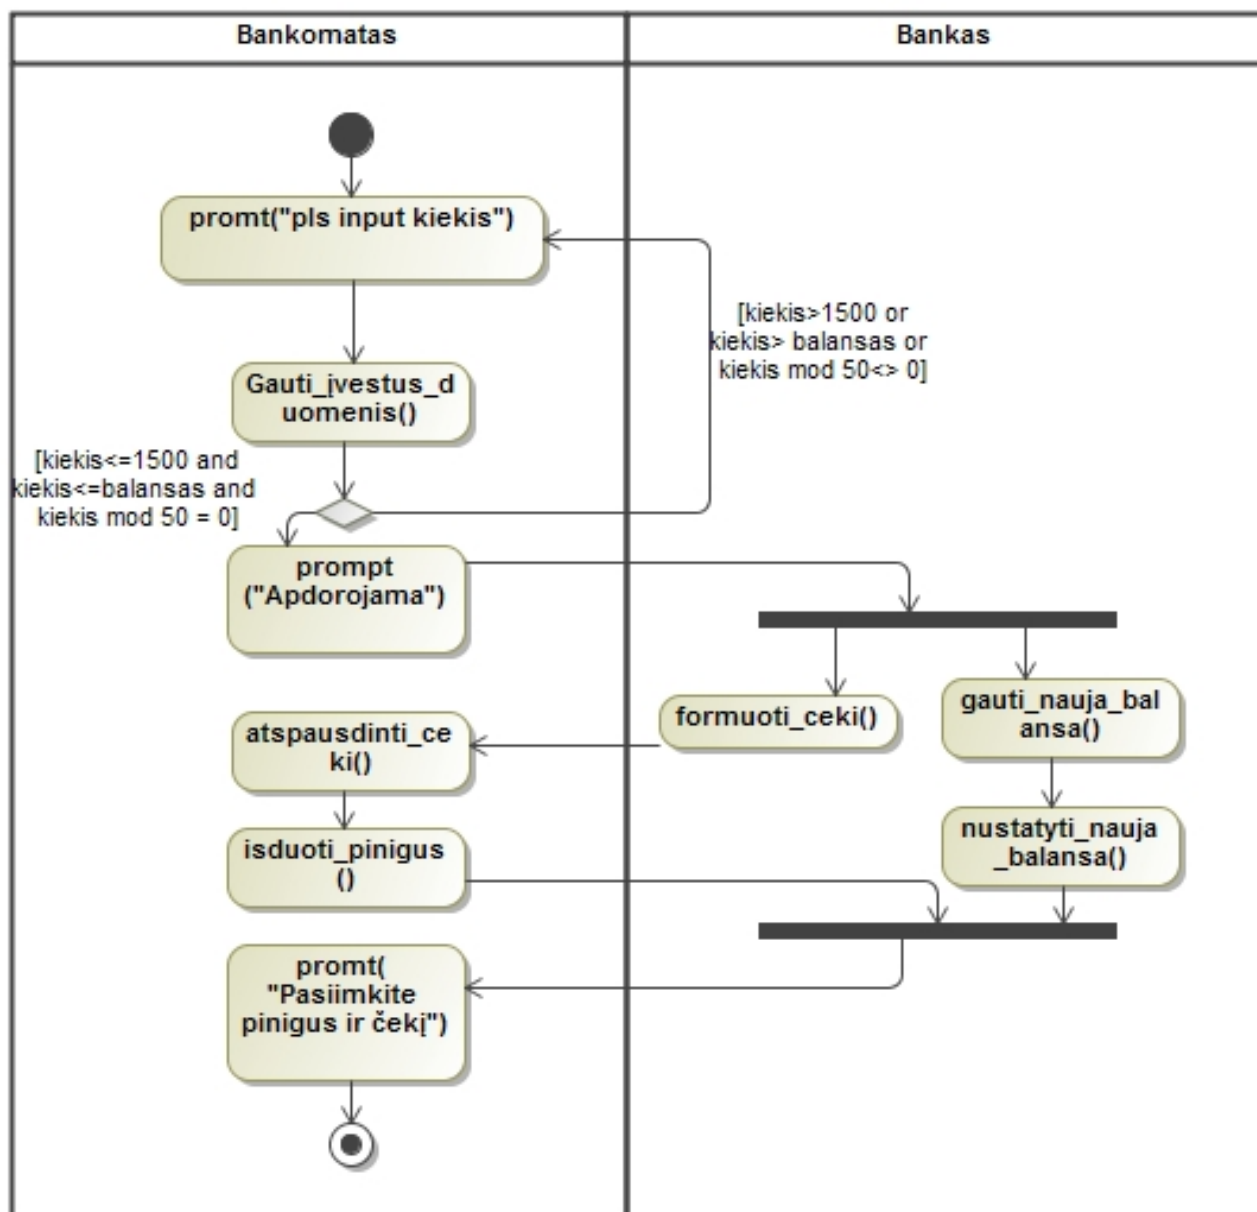 Bankomatas
Bankas
promt("pls input kiekis")
[kiekis>1500 or
kiekis> balansas or
kiekis mod 50<> 0]
Gauti_įvestus_d
uomenis()
[kiekis<=1500 and
kiekis<=balansas and
kiekis mod 50 = 0]
prompt
("Apdorojama")
formuoti_ceki()
gauti_nauja_bal
ansa()
atspausdinti_ce
ki()
nustatyti_nauja
_balansa()
isduoti_pinigus
()
promt(
"Pasiimkite
pinigus ir čekį")